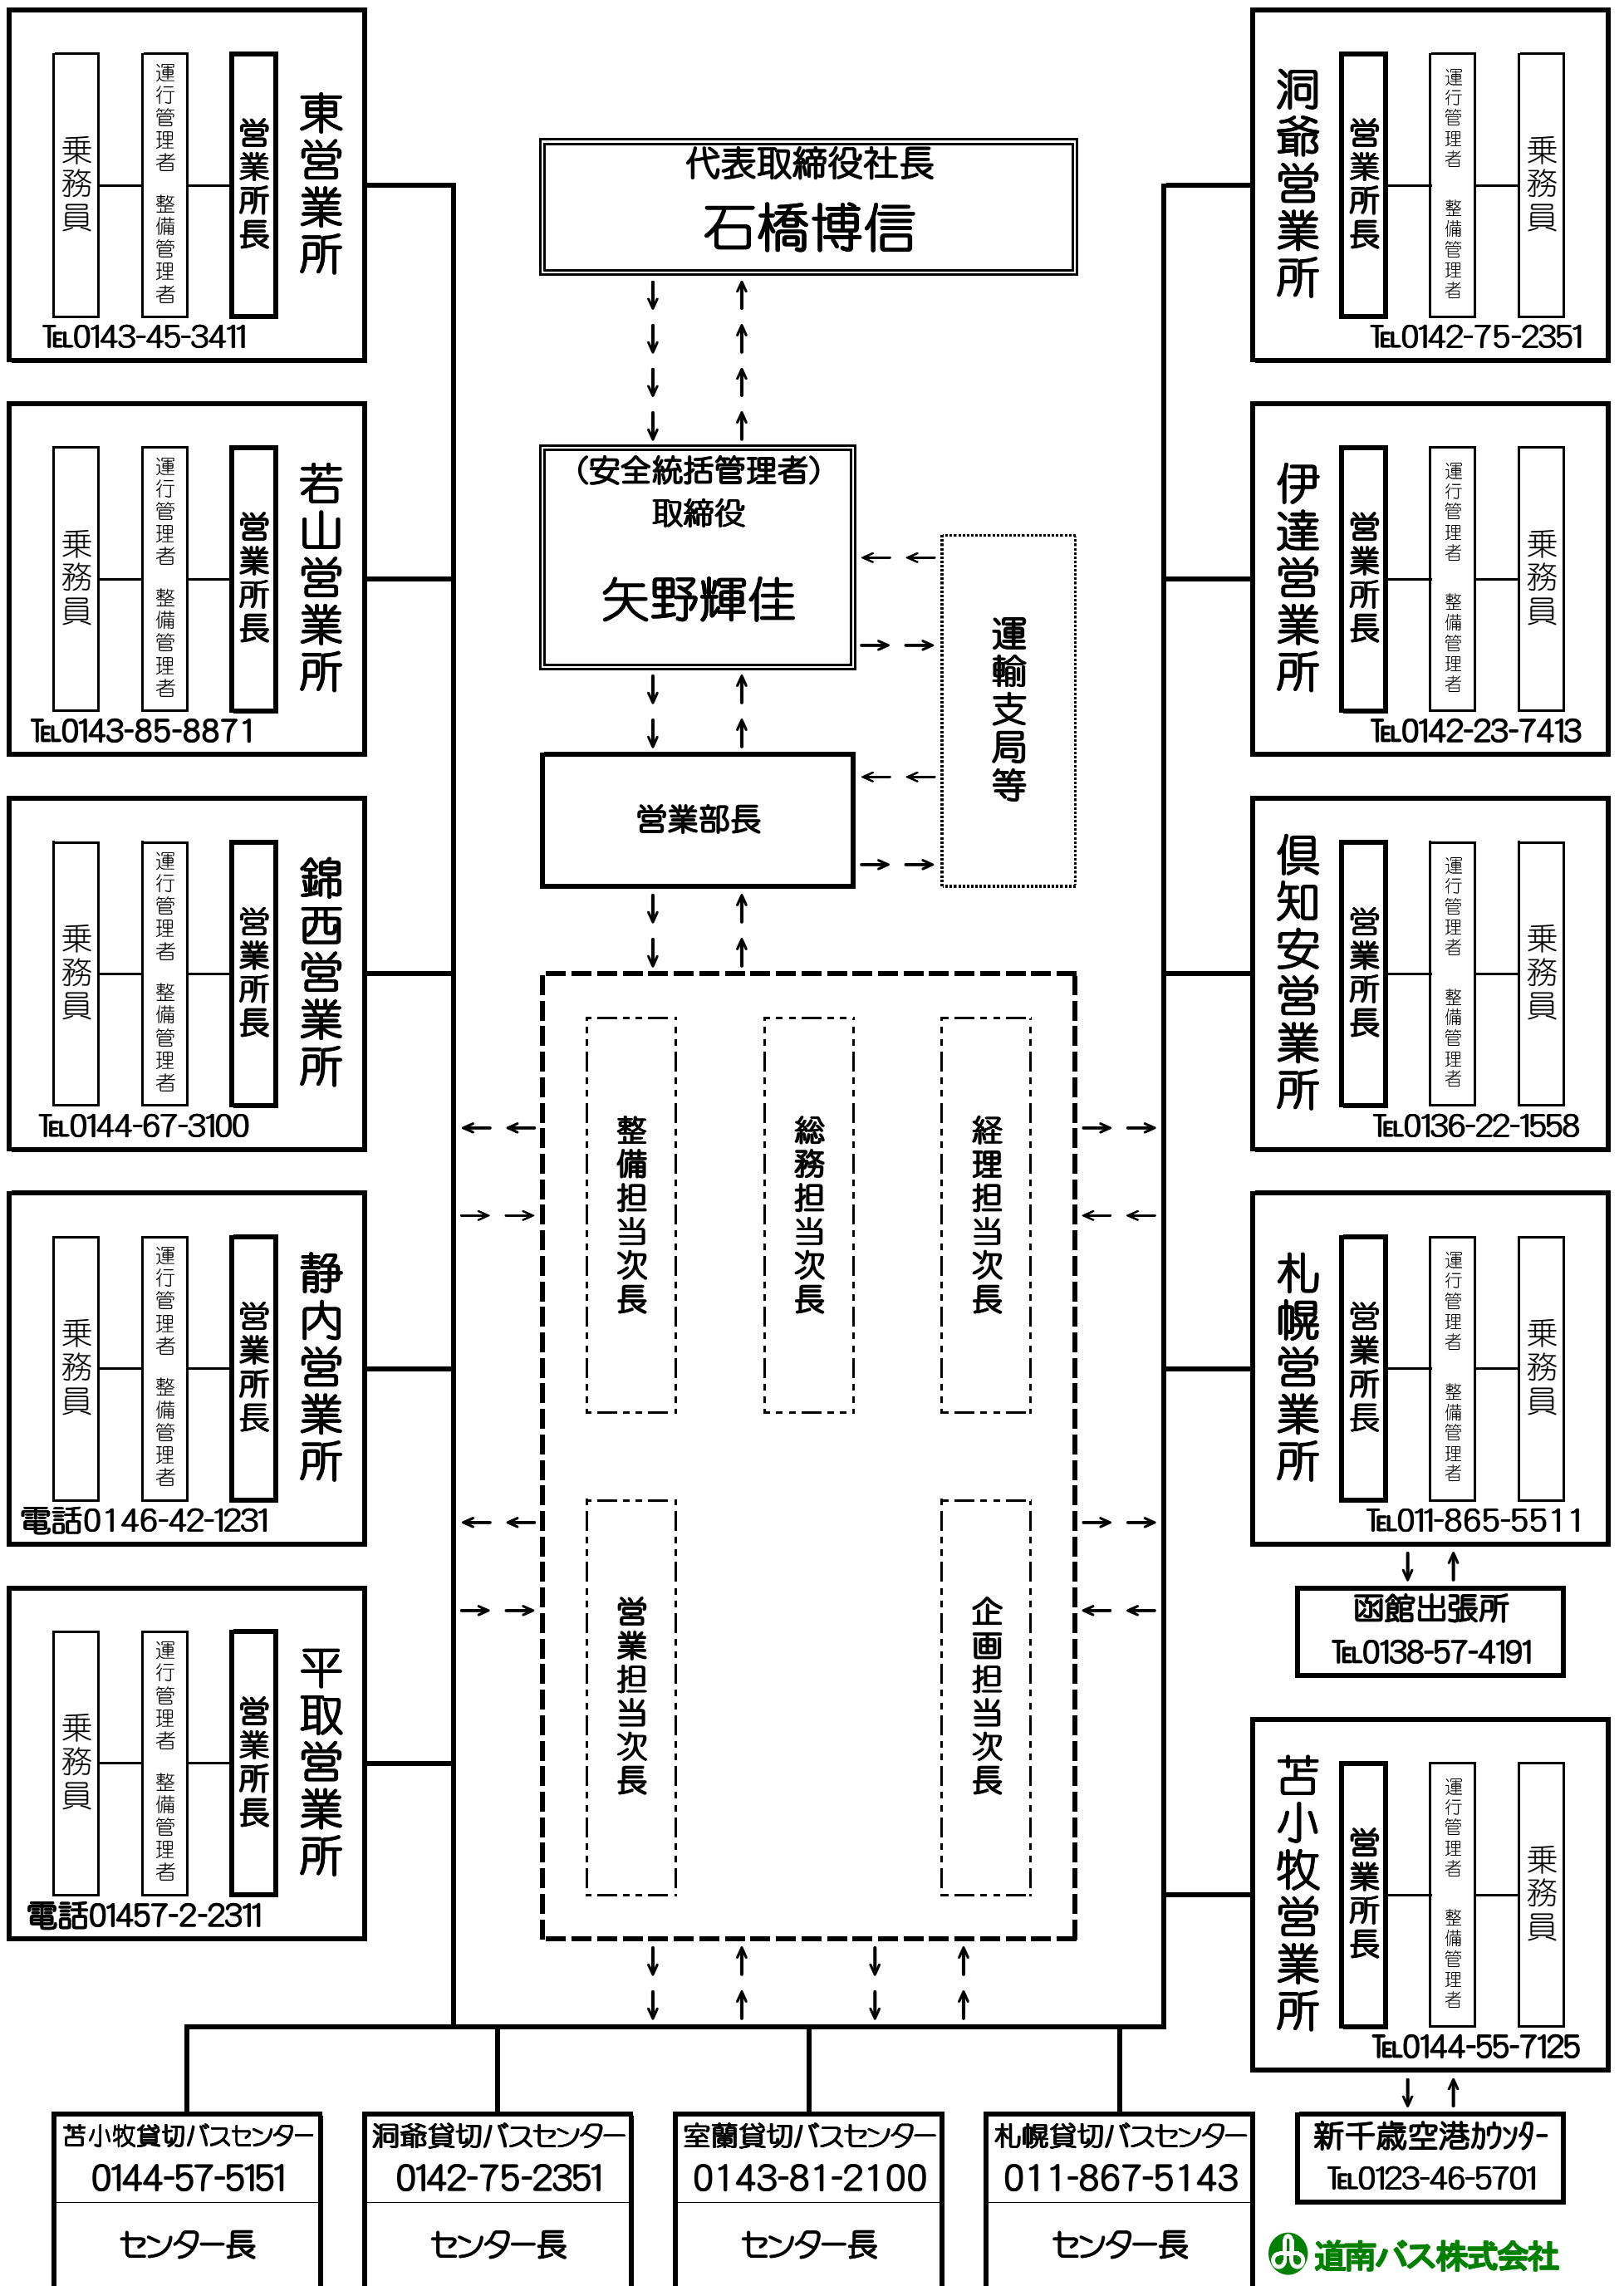 代表取締役社長
石橋博信
（安全統括管理者）
取締役
矢野輝佳
運輸支局等
営業部長
整備担当次長
総務担当次長
経理担当次長
営業担当次長
企画担当次長
東営業所
営業所長
運行管理者　整備管理者
乗務員
℡0143-45-3411
若山営業所
営業所長
運行管理者　整備管理者
乗務員
℡0143-85-8871
錦西営業所
営業所長
運行管理者　整備管理者
乗務員
℡0144-67-3100
静内営業所
営業所長
運行管理者　整備管理者
乗務員
電話0146-42-1231
平取営業所
営業所長
運行管理者　整備管理者
乗務員
電話01457-2-2311
洞爺営業所
営業所長
運行管理者　整備管理者
乗務員
℡0142-75-2351
伊達営業所
営業所長
運行管理者　整備管理者
乗務員
℡0142-23-7413
倶知安営業所
営業所長
運行管理者　整備管理者
乗務員
℡0136-22-1558
札幌営業所
営業所長
運行管理者　整備管理者
乗務員
℡011-865-5511
函館出張所
℡0138-57-4191
苫小牧営業所
営業所長
運行管理者　整備管理者
乗務員
℡0144-55-7125
新千歳空港ｶｳﾝﾀｰ
℡0123-46-5701
苫小牧貸切バスセンター
0144-57-5151
センター長
洞爺貸切バスセンター
0142-75-2351
センター長
室蘭貸切バスセンター
0143-81-2100
センター長
札幌貸切バスセンター
011-867-5143
センター長
道南バス株式会社